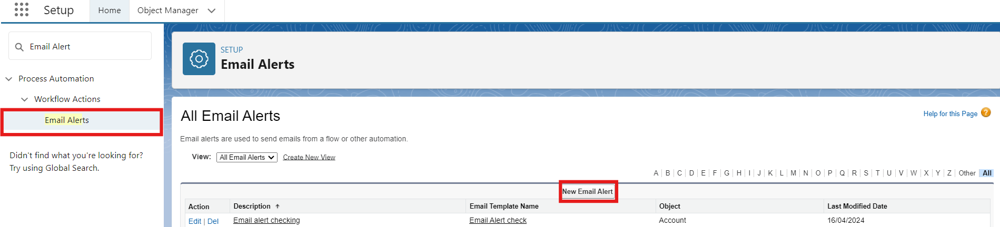 Setup Home Object Manager
Email Alert
Process Automation
Workflow Actions
Email Alerts
Didn't find what you're looking for?
Try using Global Search.
SETUP
Email Alerts
All Email Alerts
Help for this Page ?
Email alerts are used to send emails from a flow or other automation.
View: All Email Alerts Create New View
A | B | C | D | E | F | G | H | I | J | K | L | M | N | O | P | Q | R | S | T | U | V | W | X | Y | Z | Other | All
New Email Alert
Action Description ↑ Email Template Name Object Last Modified Date
Edit | Del Email alert checking Email Alert check Account 16/04/2024